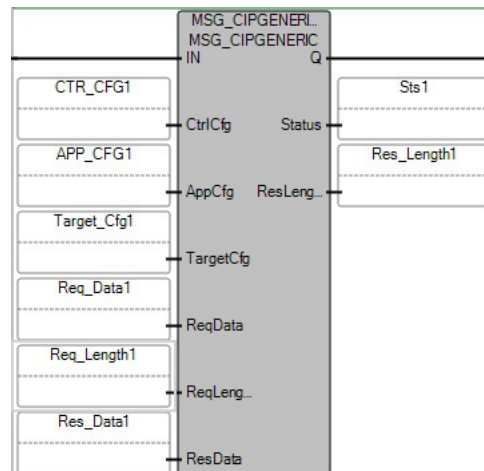 MSG_CIPGENERI...
MSG_CIPGENERIC
IN Q
CTR_CFG1 Sts1
CtrlCfg Status
APP_CFG1 Res_Length1
AppCfg ResLeng...
Target_Cfg1
TargetCfg
Req_Data1
ReqData
Req_Length1
ReqLeng...
Res_Data1
ResData